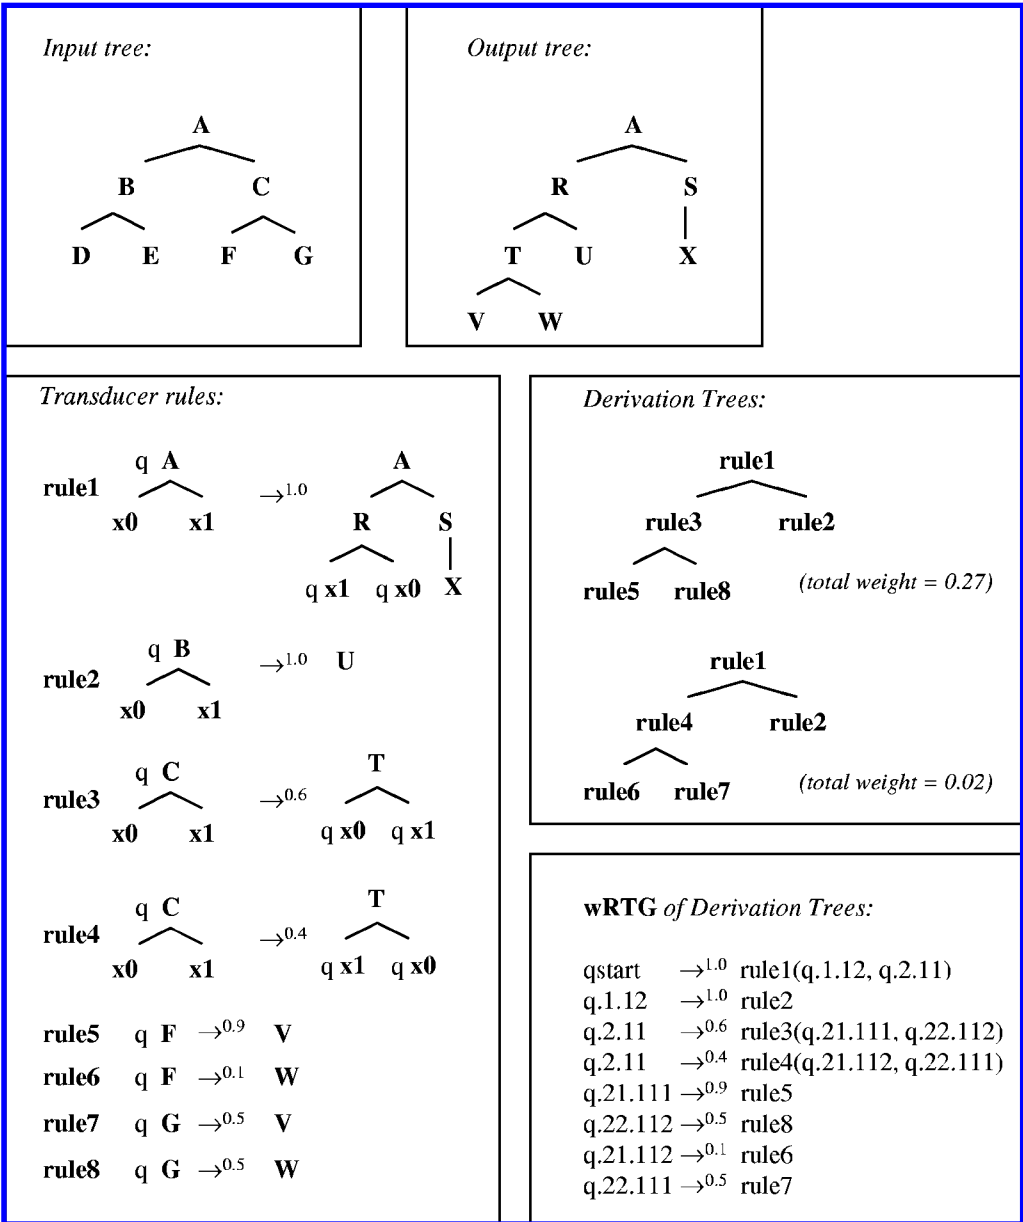 Input tree:
A
B C
D E F G
Output tree:
A
R S
T U X
V W
Transducer rules:
q A A
rule1 →1.0
x0 x1 R S
q x1 q x0 X
q B →1.0 U
rule2
x0 x1
q C T
rule3 →0.6
x0 x1 q x0 q x1
q C T
rule4 →0.4
x0 x1 q x1 q x0
rule5 q F →0.9 V
rule6 q F →0.1 W
rule7 q G →0.5 V
rule8 q G →0.5 W
Derivation Trees:
rule1
rule3 rule2
rule5 rule8 (total weight = 0.27)
rule1
rule4 rule2
rule6 rule7 (total weight = 0.02)
wRTG of Derivation Trees:
qstart →1.0 rule1(q.1.12, q.2.11)
q.1.12 →1.0 rule2
q.2.11 →0.6 rule3(q.21.111, q.22.112)
q.2.11 →0.4 rule4(q.21.112, q.22.111)
q.21.111 →0.9 rule5
q.22.112 →0.5 rule8
q.21.112 →0.1 rule6
q.22.111 →0.5 rule7